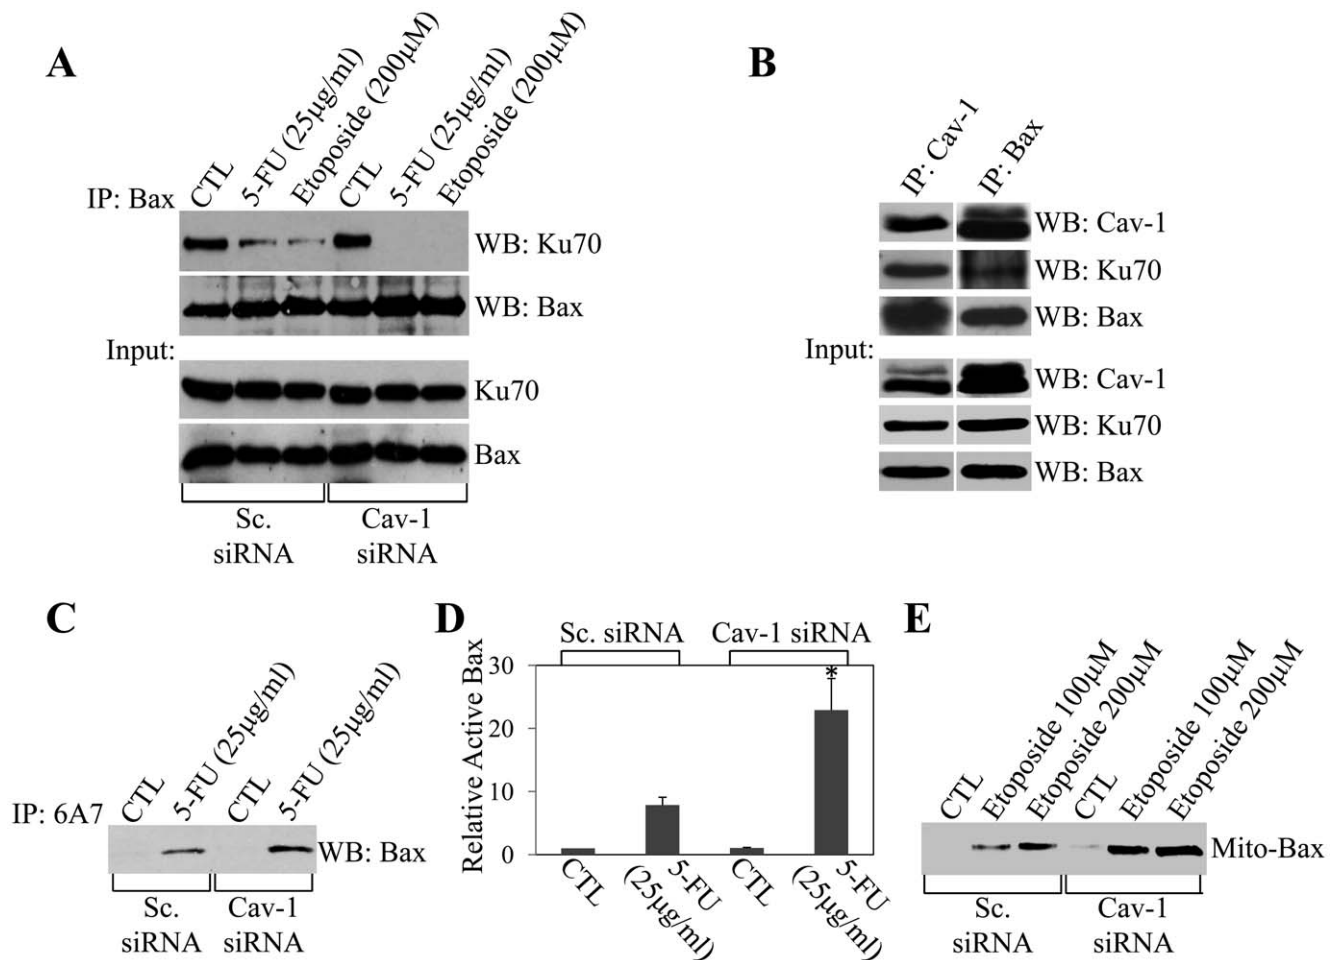 A
IP: Bax
CTL
5-FU (25µg/ml)
Etoposide (200µM)
CTL
5-FU (25µg/ml)
Etoposide (200µM)
WB: Ku70
WB: Bax
Input:
Ku70
Bax
Sc.
siRNA
Cav-1
siRNA
B
IP: Cav-1
IP: Bax
WB: Cav-1
WB: Ku70
WB: Bax
Input:
WB: Cav-1
WB: Ku70
WB: Bax
C
IP: 6A7
CTL
5-FU (25µg/ml)
CTL
5-FU (25µg/ml)
WB: Bax
Sc.
siRNA
Cav-1
siRNA
D
Sc. siRNA
Cav-1 siRNA
Relative Active Bax
30
20
10
0
*
CTL
5-FU
(25µg/ml)
CTL
5-FU
(25µg/ml)
E
CTL
Etoposide 100µM
Etoposide 200µM
CTL
Etoposide 100µM
Etoposide 200µM
Mito-Bax
Sc.
siRNA
Cav-1
siRNA